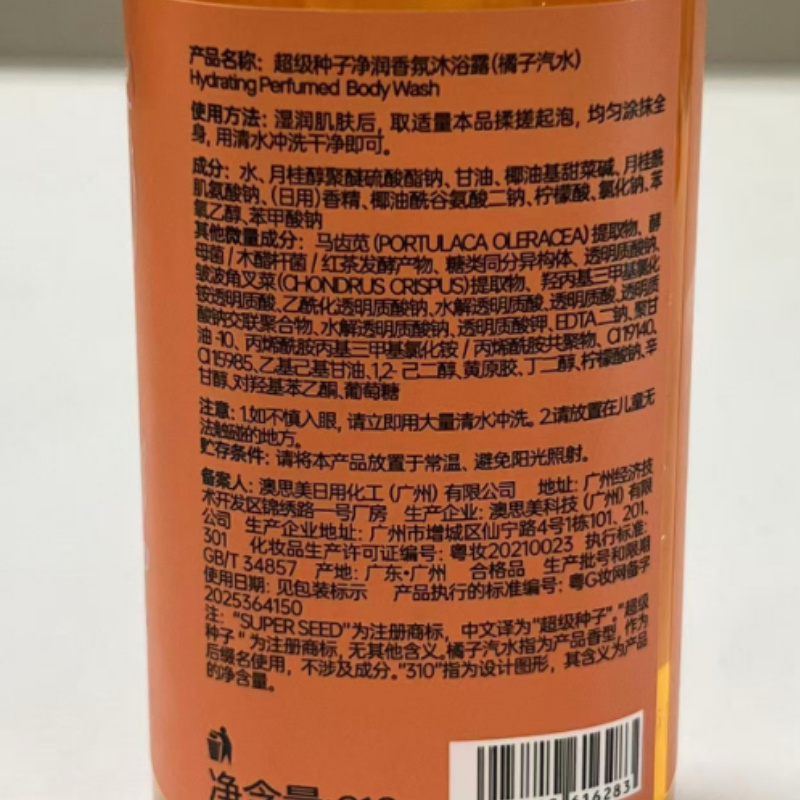 产品名称：超级种子净润香氛沐浴露(橘子汽水)
Hydrating Perfumed Body Wash
使用方法：湿润肌肤后，取适量本品揉搓起泡，均匀涂抹全
身，用清水冲洗干净即可。
成分：水、月桂醇聚醚硫酸酯钠、甘油、椰油基甜菜碱、月桂酰
肌氨酸钠、(日用)香精、椰油酰谷氨酸二钠、柠檬酸、氯化钠、苯
氧乙醇、苯甲酸钠
其他微量成分：马齿苋(PORTULACA OLERACEA)提取物、酵
母菌/木醋杆菌/红茶发酵产物、糖类同分异构体、透明质酸钠、
皱波角叉菜(CHONDRUS CRISPUS)提取物、羟丙基三甲基氯化
铵透明质酸、乙酰化透明质酸钠、水解透明质酸、透明质酸、透明质
酸钠交联聚合物、水解透明质酸钠、透明质酸钾、EDTA二钠、聚甘
油-10、丙烯酰胺丙基三甲基氯化铵/丙烯酰胺共聚物、CI 19140、
CI 15985、乙基己基甘油、1,2-己二醇、黄原胶、丁二醇、柠檬酸钠、辛
甘醇、对羟基苯乙酮、葡萄糖
注意：1.如不慎入眼，请立即用大量清水冲洗。2.请放置在儿童无
法触碰的地方。
贮存条件：请将本产品放置于常温、避免阳光照射。
备案人：澳思美日用化工（广州）有限公司 地址：广州经济技
术开发区锦绣路一号厂房 生产企业：澳思美科技（广州）有限
公司 生产企业地址：广州市增城区仙宁路4号1栋101、201、
301 化妆品生产许可证编号：粤妆20210023 执行标准：
GB/T 34857 产地：广东·广州 合格品 生产批号和限期
使用日期：见包装标示 产品执行的标准编号：粤G妆网备字
2025364150
注："SUPER SEED"为注册商标，中文译为"超级种子"。"超级
种子"为注册商标，无其他含义。橘子汽水指为产品香型，作为
后缀名使用，不涉及成分。"310"指为设计图形，其含义为产品
的净含量。
净含量
616283